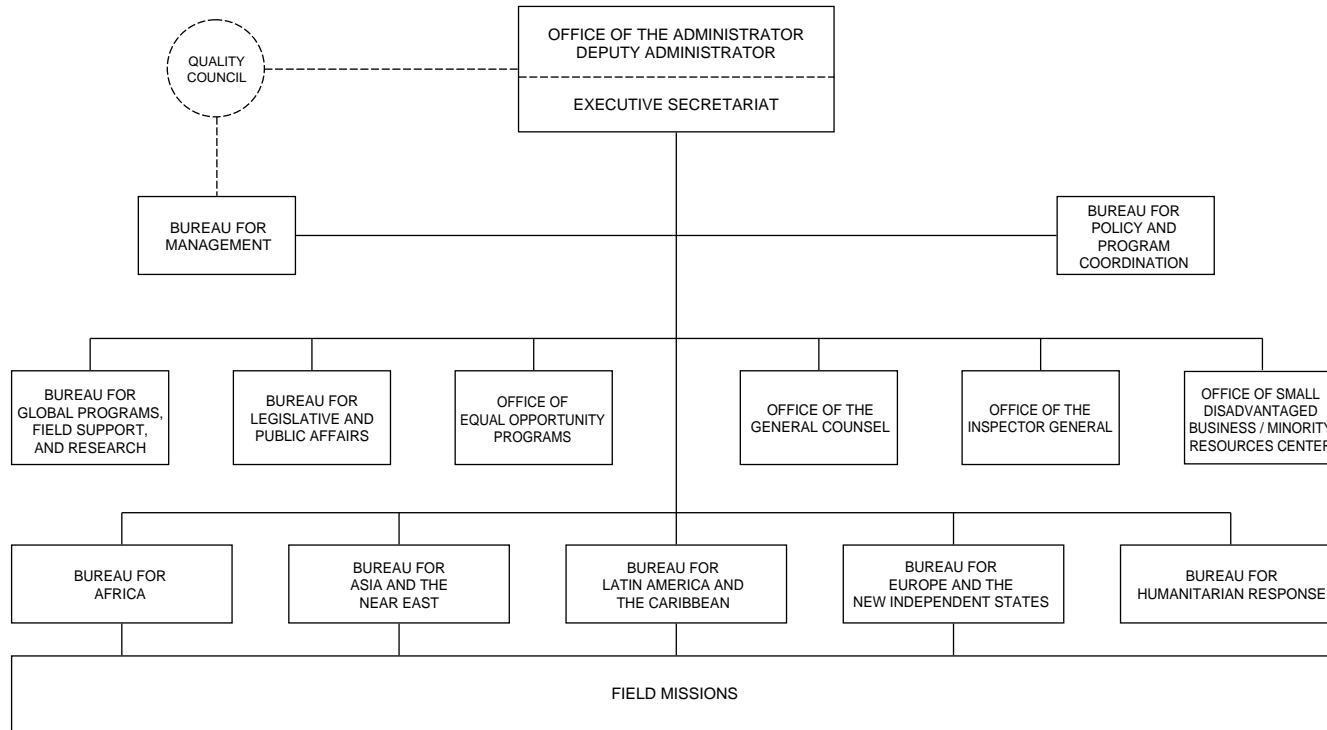 OFFICE OF THE ADMINISTRATOR
DEPUTY ADMINISTRATOR
EXECUTIVE SECRETARIAT
QUALITY
COUNCIL
BUREAU FOR
MANAGEMENT
BUREAU FOR
POLICY AND
PROGRAM
COORDINATION
BUREAU FOR
GLOBAL PROGRAMS,
FIELD SUPPORT,
AND RESEARCH
BUREAU FOR
LEGISLATIVE AND
PUBLIC AFFAIRS
OFFICE OF
EQUAL OPPORTUNITY
PROGRAMS
OFFICE OF THE
GENERAL COUNSEL
OFFICE OF THE
INSPECTOR GENERAL
OFFICE OF SMALL
DISADVANTAGED
BUSINESS / MINORITY
RESOURCES CENTER
BUREAU FOR
AFRICA
BUREAU FOR
ASIA AND THE
NEAR EAST
BUREAU FOR
LATIN AMERICA AND
THE CARIBBEAN
BUREAU FOR
EUROPE AND THE
NEW INDEPENDENT STATES
BUREAU FOR
HUMANITARIAN RESPONSE
FIELD MISSIONS